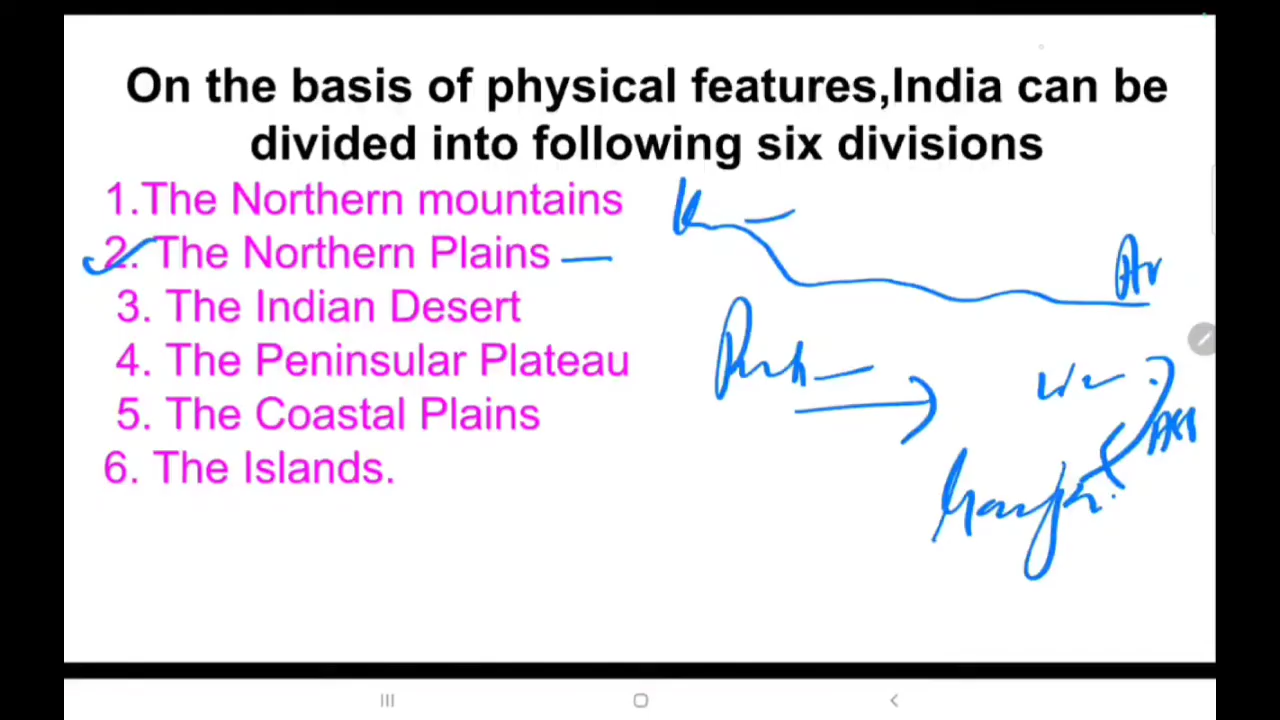 On the basis of physical features,India can be
divided into following six divisions
1.The Northern mountains
2. The Northern Plains
3. The Indian Desert
4. The Peninsular Plateau
5. The Coastal Plains
6. The Islands.
K
Ar